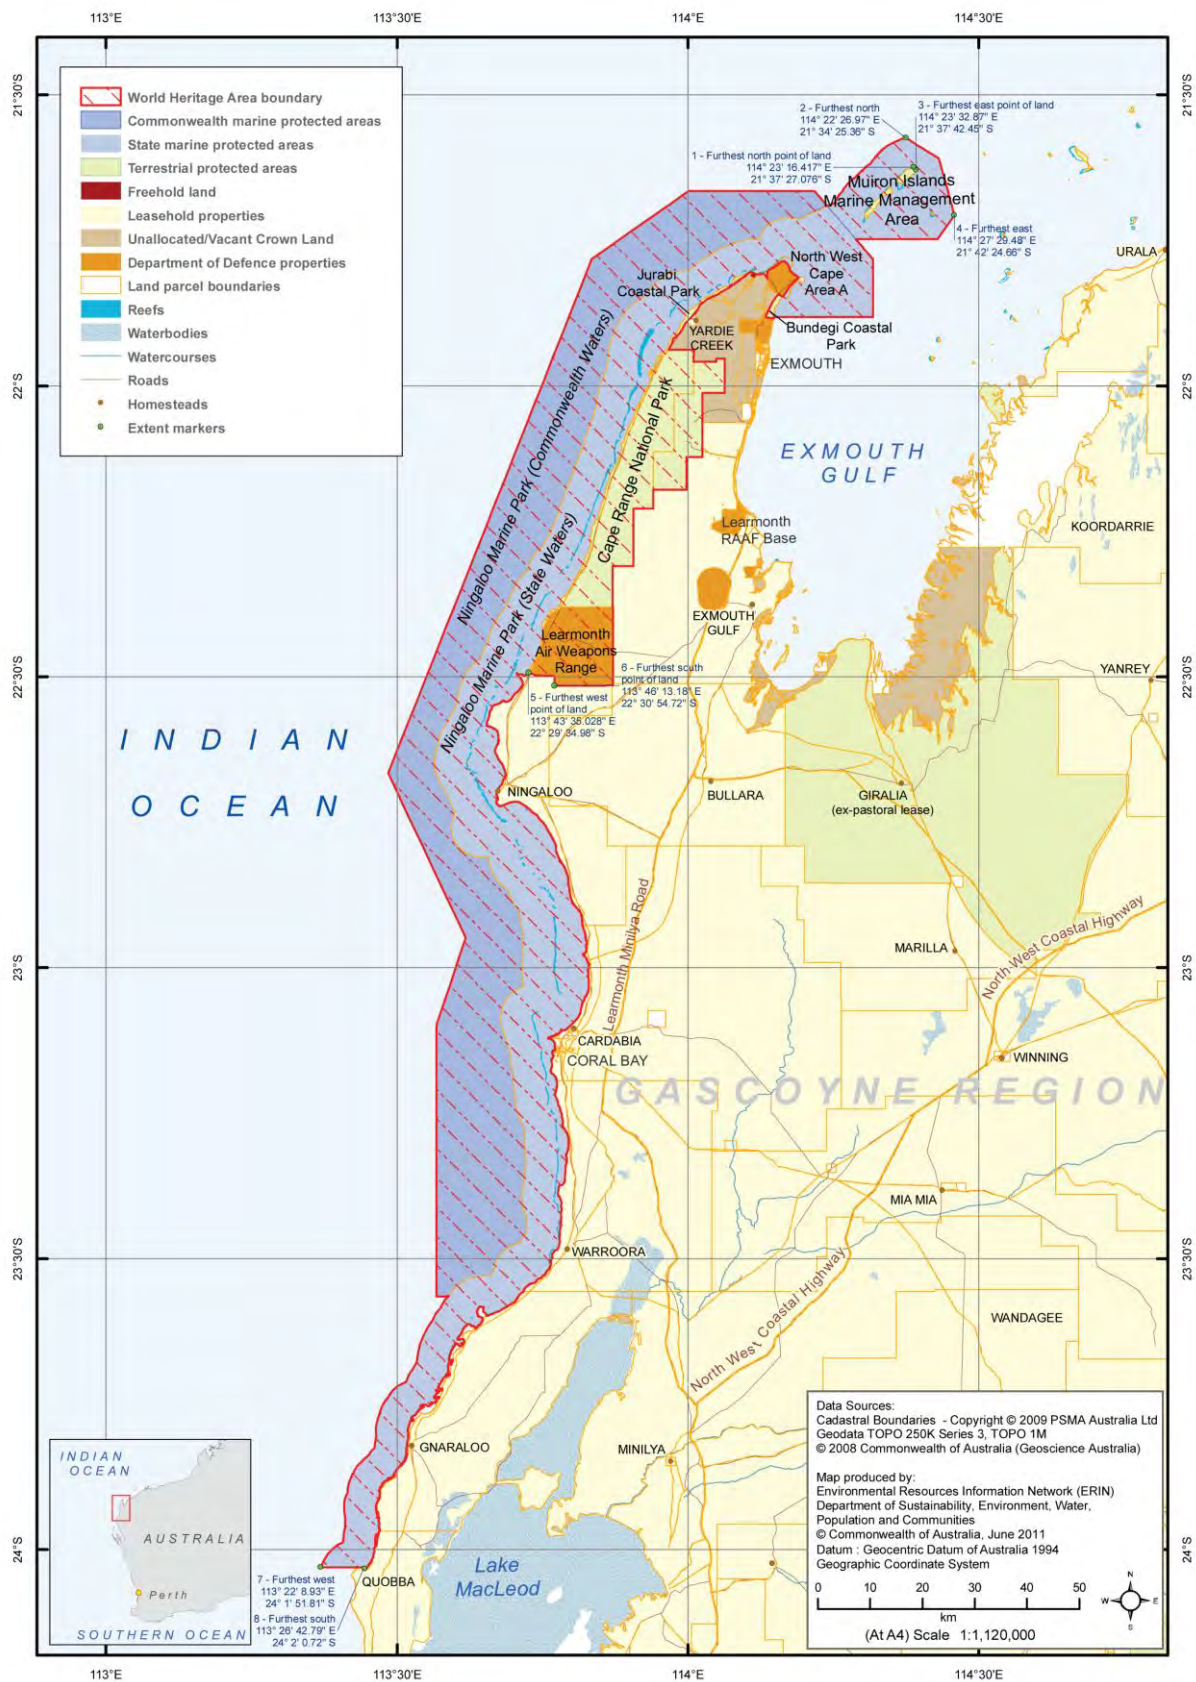 113°E
113°30'E
114°E
114°30'E
21°30'S
21°30'S
World Heritage Area boundary
Commonwealth marine protected areas
State marine protected areas
Terrestrial protected areas
Freehold land
Leasehold properties
Unallocated/Vacant Crown Land
Department of Defence properties
Land parcel boundaries
Reefs
Waterbodies
Watercourses
Roads
Homesteads
Extent markers
2 - Furthest north
114° 22' 26.97" E
21° 34' 25.36" S
3 - Furthest east point of land
114° 23' 32.87" E
21° 37' 42.45" S
1 - Furthest north point of land
114° 23' 16.417" E
21° 37' 27.076" S
Muiron Islands
Marine Management
Area
4 - Furthest east
114° 27' 29.48" E
21° 42' 24.66" S
URALA
North West
Cape
Area A
Jurabi
Coastal Park
YARDIE
CREEK
Bundegi Coastal
Park
EXMOUTH
22°S
22°S
Ningaloo Marine Park (Commonwealth Waters)
Ningaloo Marine Park (State Waters)
Cape Range National Park
EXMOUTH
GULF
Learmonth
RAAF Base
KOORDARRIE
EXMOUTH
GULF
Learmonth
Air Weapons
Range
22°30'S
22°30'S
6 - Furthest south
point of land
113° 46' 13.18" E
22° 30' 54.72" S
5 - Furthest west
point of land
113° 43' 35.028" E
22° 29' 34.98" S
YANREY
INDIAN
OCEAN
NINGALOO
BULLARA
GIRALIA
(ex-pastoral lease)
Learmonth Minilya Road
North West Coastal Highway
MARILLA
23°S
23°S
CARDABIA
CORAL BAY
WINNING
GASCOYNE REGION
MIA MIA
WARROORA
23°30'S
23°30'S
North West Coastal Highway
WANDAGEE
GNARALOO
MINILYA
Lake
MacLeod
QUOBBA
24°S
24°S
7 - Furthest west
113° 22' 8.93" E
24° 1' 51.81" S
8 - Furthest south
113° 26' 42.79" E
24° 2' 0.72" S
INDIAN
OCEAN
AUSTRALIA
Perth
SOUTHERN OCEAN
Data Sources:
Cadastral Boundaries - Copyright © 2009 PSMA Australia Ltd
Geodata TOPO 250K Series 3, TOPO 1M
© 2008 Commonwealth of Australia (Geoscience Australia)
Map produced by:
Environmental Resources Information Network (ERIN)
Department of Sustainability, Environment, Water,
Population and Communities
© Commonwealth of Australia, June 2011
Datum : Geocentric Datum of Australia 1994
Geographic Coordinate System
0 10 20 30 40 50
km
(At A4) Scale 1:1,120,000
N
W E
S
113°E
113°30'E
114°E
114°30'E